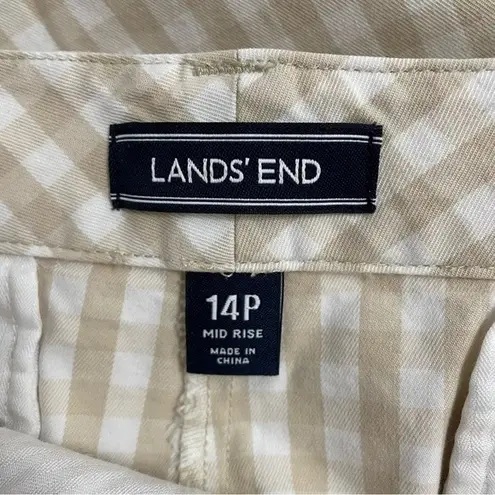 LANDS' END
14P
MID RISE
MADE IN
CHINA